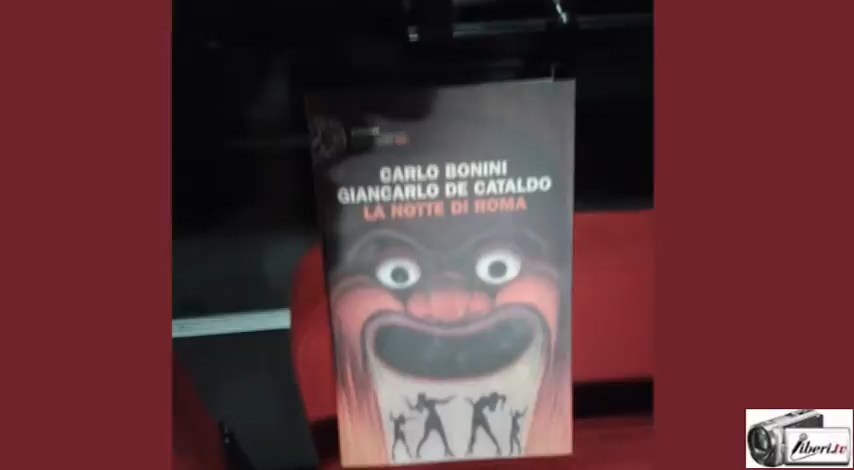 CARLO BONINI
GIANCARLO DE CATALDO
LA NOTTE DI ROMA
liberi.tv